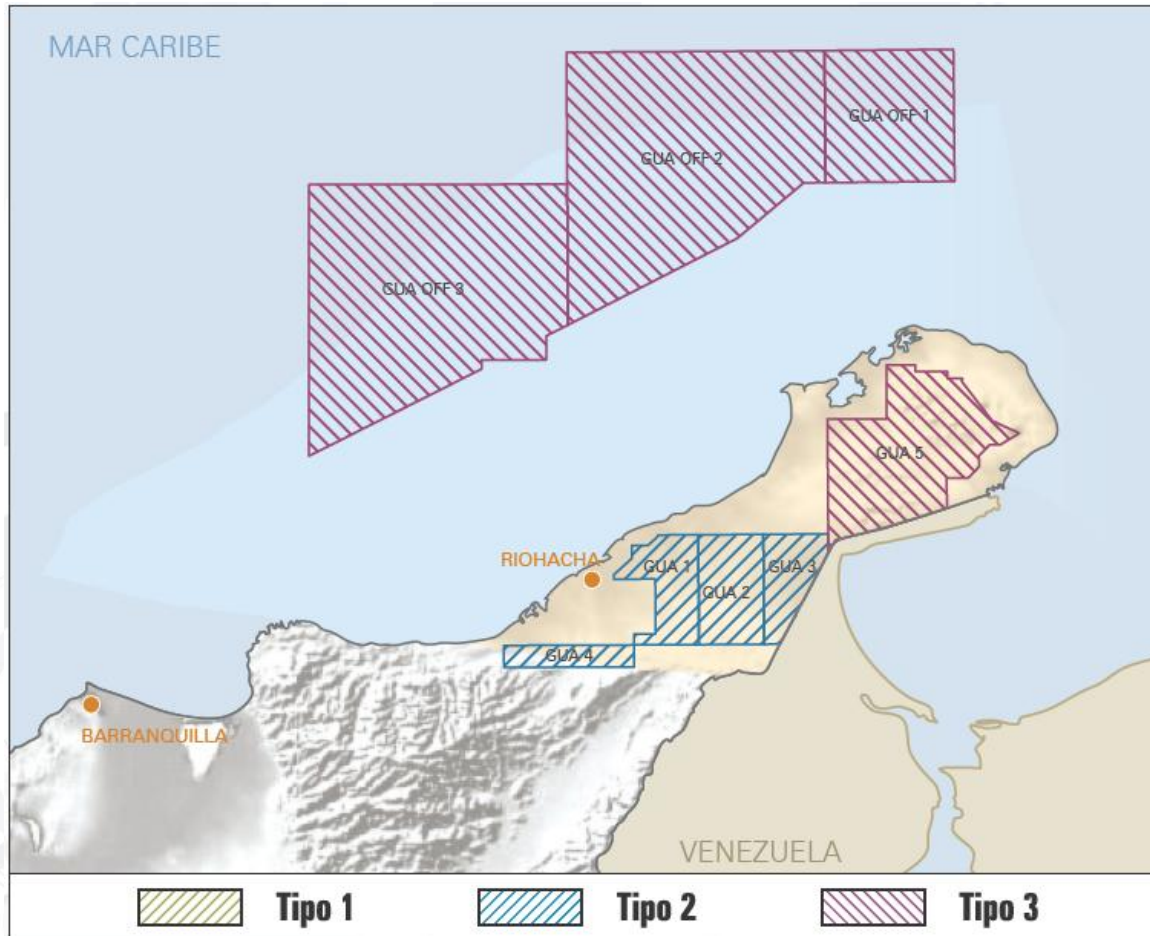 MAR CARIBE
GUA OFF 1
GUA OFF 2
GUA OFF 3
GUA 5
RIOHACHA
GUA 1
GUA 3
GUA 2
GUA 4
BARRANQUILLA
VENEZUELA
Tipo 1
Tipo 2
Tipo 3